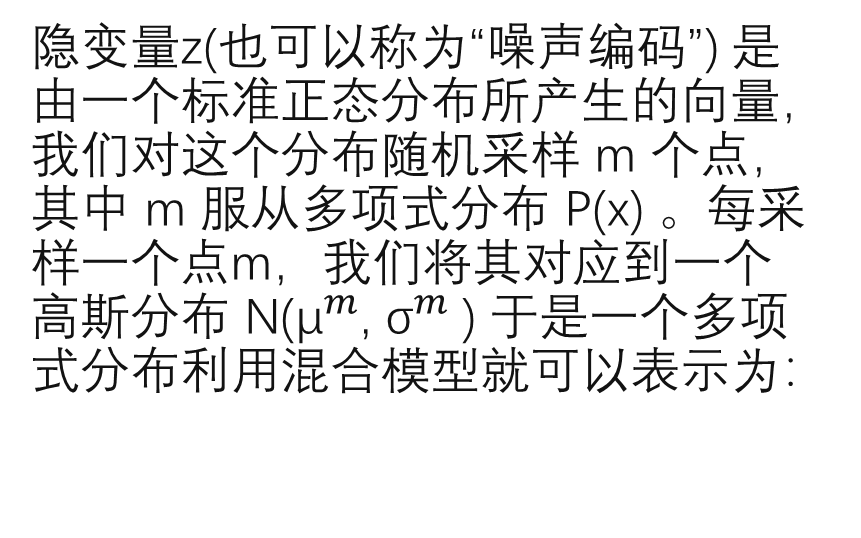 隐变量z(也可以称为“噪声编码”) 是
由一个标准正态分布所产生的向量,
我们对这个分布随机采样 m 个点,
其中 m 服从多项式分布 P(x) 。每采
样一个点m, 我们将其对应到一个
高斯分布 N(μ^m, σ^m ) 于是一个多项
式分布利用混合模型就可以表示为: